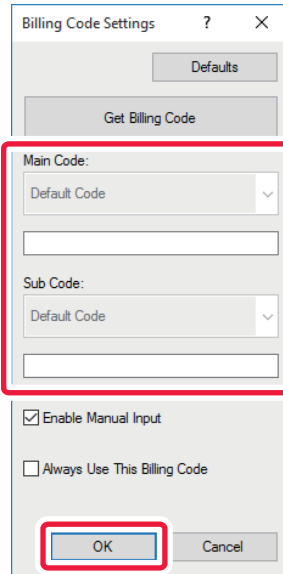 Billing Code Settings ? ✕
Defaults
Get Billing Code
Main Code:
Default Code
Sub Code:
Default Code
Enable Manual Input
Always Use This Billing Code
OK Cancel